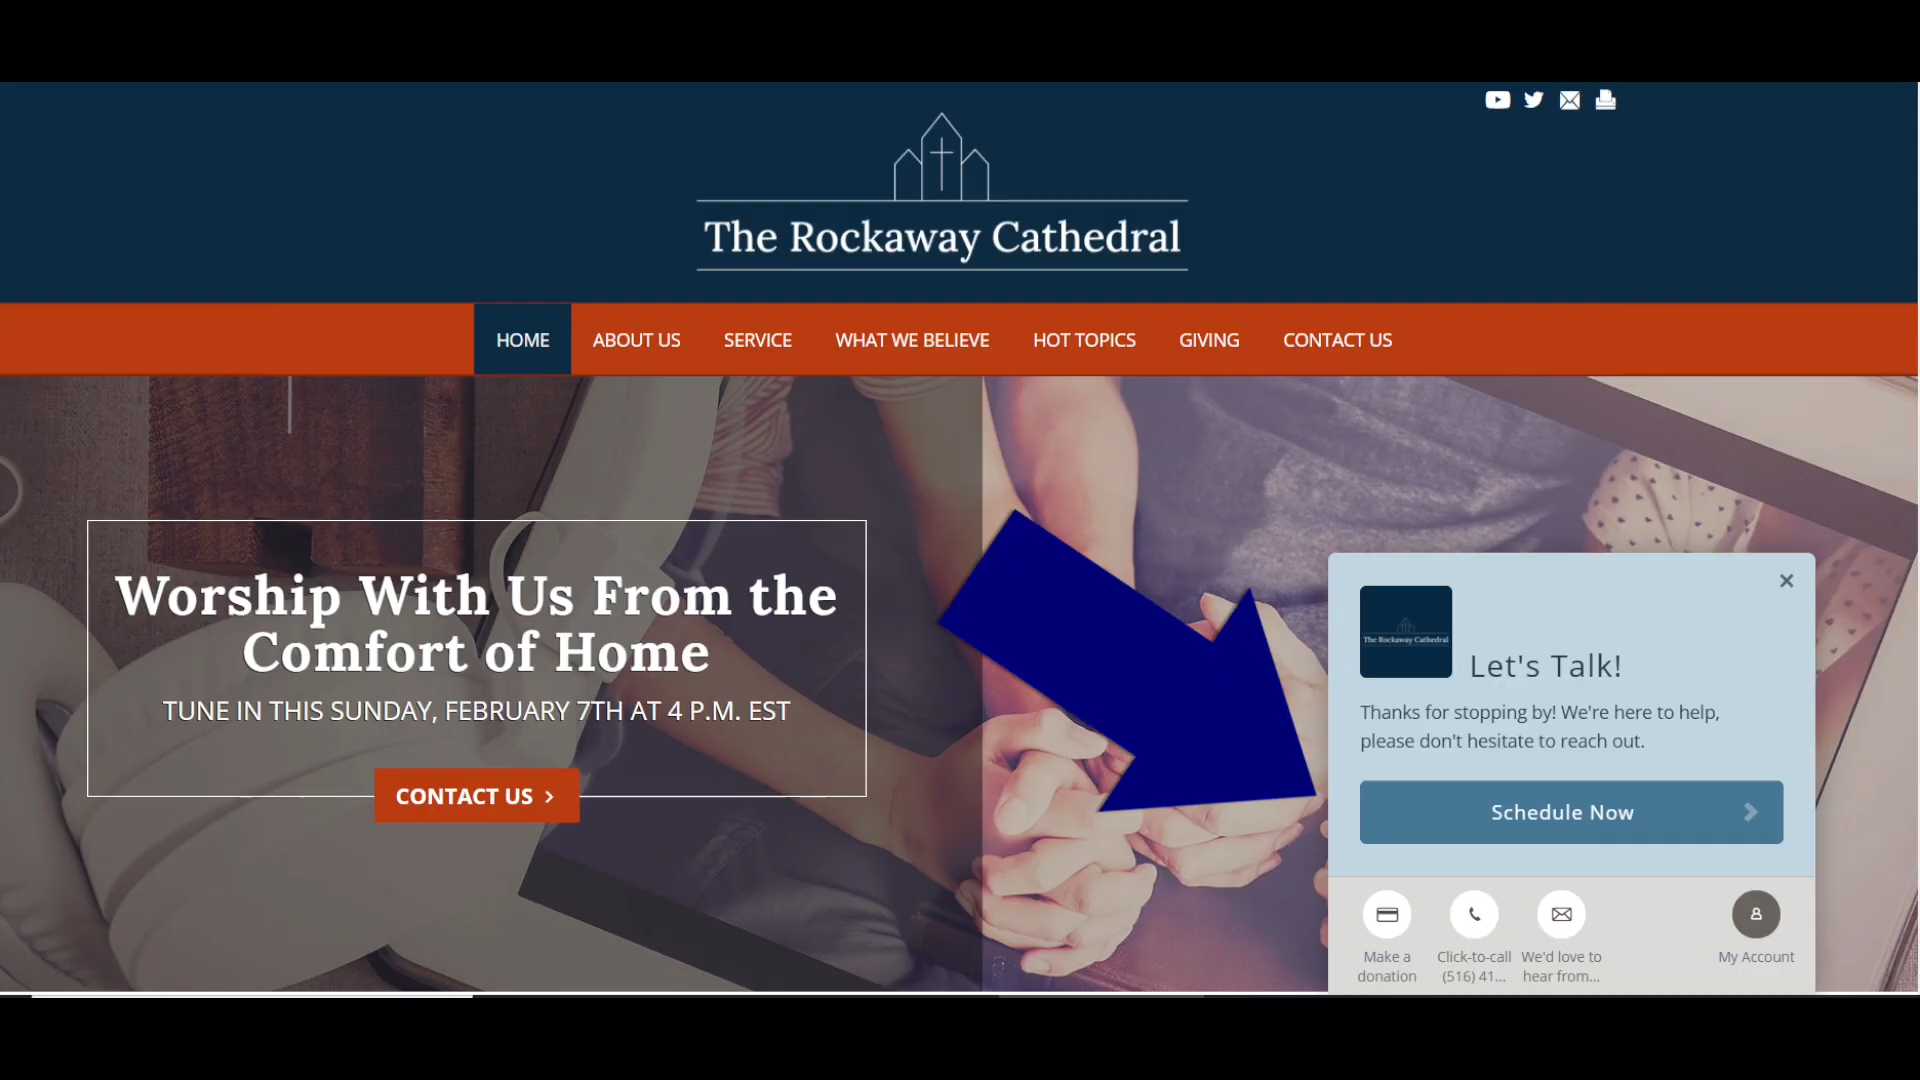 The Rockaway Cathedral
HOME ABOUT US SERVICE WHAT WE BELIEVE HOT TOPICS GIVING CONTACT US
Worship With Us From the
Comfort of Home
TUNE IN THIS SUNDAY, FEBRUARY 7TH AT 4 P.M. EST
CONTACT US
The Rockaway Cathedral
Let's Talk!
Thanks for stopping by! We're here to help,
please don't hesitate to reach out.
Schedule Now
Make a
donation
Click-to-call
(516) 41...
We'd love to
hear from...
My Account